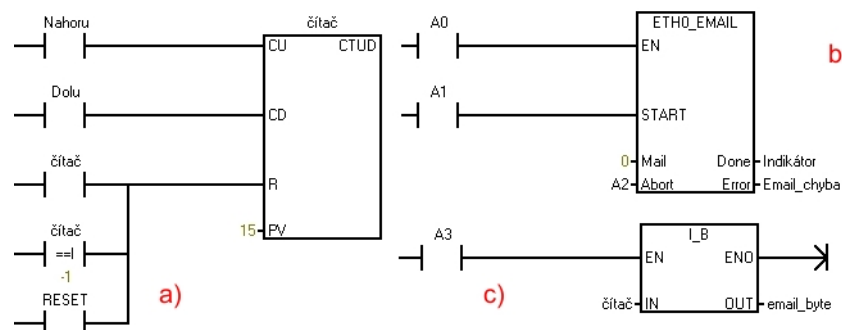 Nahoru
čítač
CU CTUD
Dolu
CD
čítač
R
čítač
==I
-1
15 PV
RESET
a)
A0
ETH0_EMAIL
EN
b
A1
START
0 Mail Done Indikátor
A2 Abort Error Email_chyba
A3
I_B
EN ENO
čítač IN OUT email_byte
c)